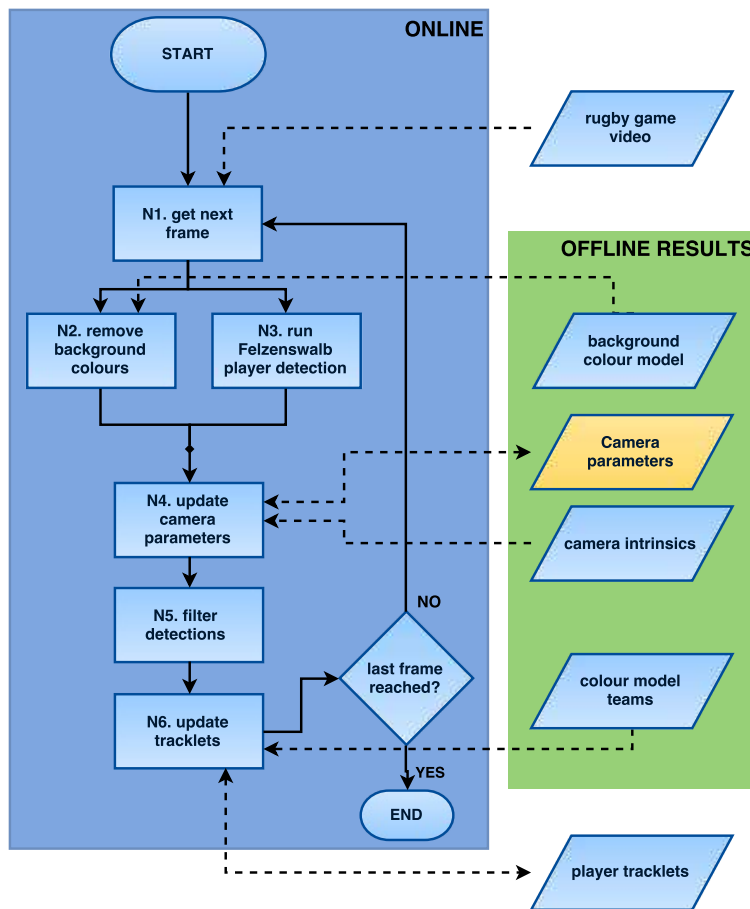 ONLINE
START
rugby game
video
N1. get next
frame
OFFLINE RESULTS
N2. remove
background
colours
N3. run
Felzenswalb
player detection
background
colour model
Camera
parameters
N4. update
camera
parameters
camera intrinsics
N5. filter
detections
NO
last frame
reached?
colour model
teams
N6. update
tracklets
YES
END
player tracklets